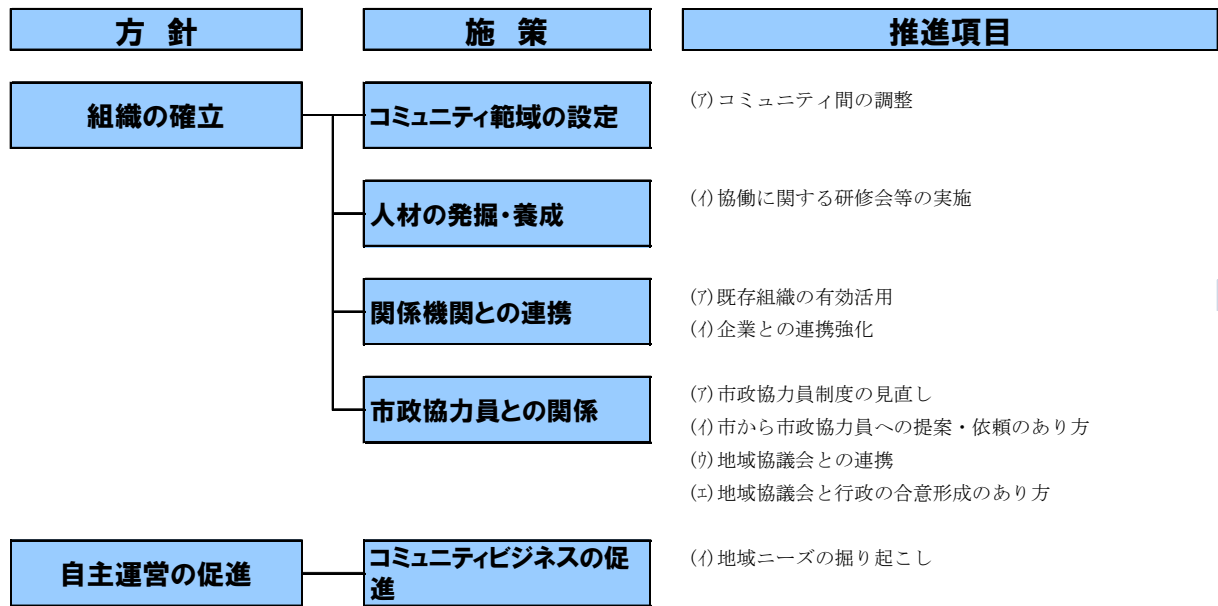 方 針
施 策
推進項目
組織の確立
コミュニティ範域の設定
(ｱ)コミュニティ間の調整
人材の発掘・養成
(ｲ)協働に関する研修会等の実施
関係機関との連携
(ｱ)既存組織の有効活用
(ｲ)企業との連携強化
市政協力員との関係
(ｱ)市政協力員制度の見直し
(ｲ)市から市政協力員への提案・依頼のあり方
(ｳ)地域協議会との連携
(ｴ)地域協議会と行政の合意形成のあり方
自主運営の促進
コミュニティビジネスの促
進
(ｲ)地域ニーズの掘り起こし